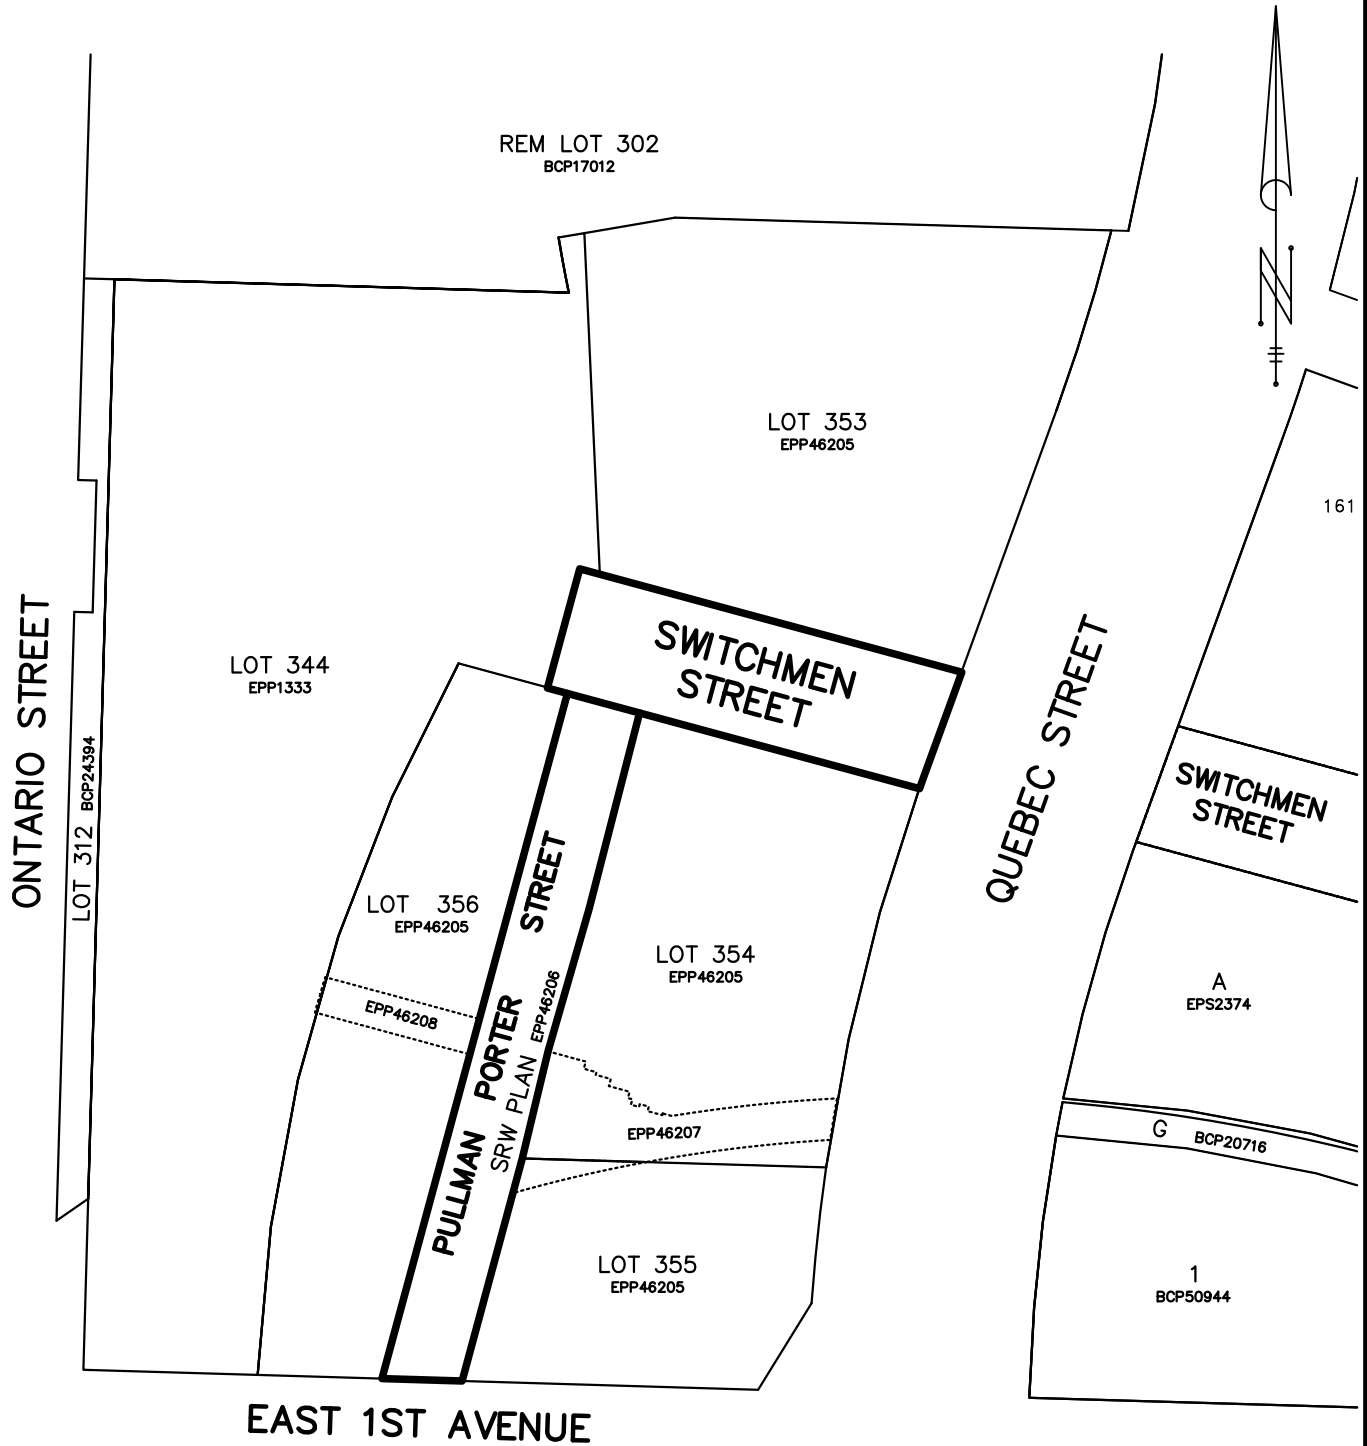 REM LOT 302
BCP17012
N
LOT 353
EPP46205
161
SWITCHMEN
STREET
LOT 344
EPP1333
ONTARIO STREET
LOT 312 BCP24394
QUEBEC STREET
SWITCHMEN
STREET
LOT 356
EPP46205
PULLMAN PORTER STREET
SRW PLAN EPP46206
LOT 354
EPP46205
EPP46208
A
EPS2374
EPP46207
G BCP20716
LOT 355
EPP46205
1
BCP50944
EAST 1ST AVENUE